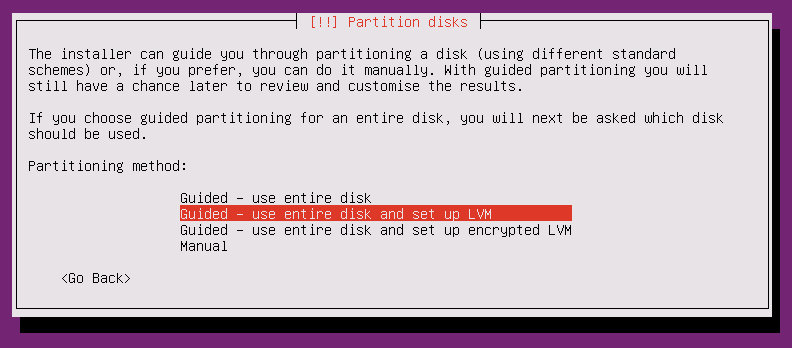 [!!] Partition disks
The installer can guide you through partitioning a disk (using different standard
schemes) or, if you prefer, you can do it manually. With guided partitioning you will
still have a chance later to review and customise the results.
If you choose guided partitioning for an entire disk, you will next be asked which disk
should be used.
Partitioning method:
Guided - use entire disk
Guided - use entire disk and set up LVM
Guided - use entire disk and set up encrypted LVM
Manual
<Go Back>